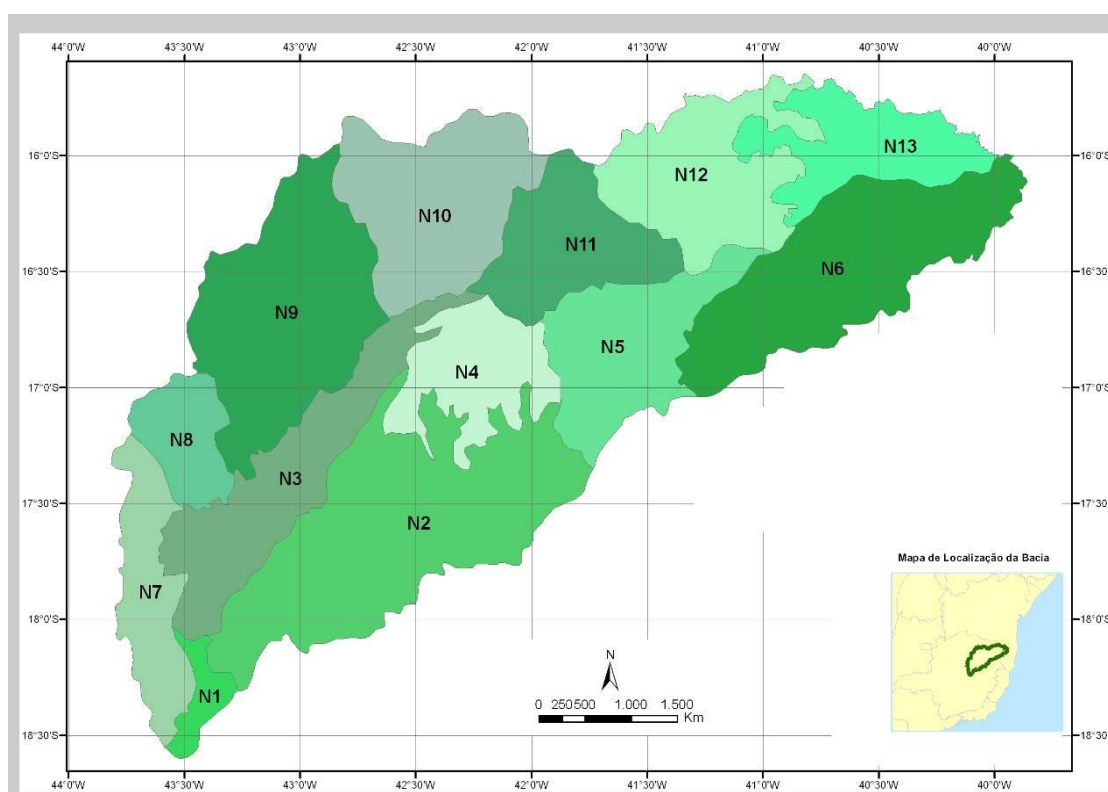 44°0'W 43°30'W 43°0'W 42°30'W 42°0'W 41°30'W 41°0'W 40°30'W 40°0'W
N13
16°0'S 16°0'S
N12
N10
N11
N6
16°30'S 16°30'S
N9
N5
N4
17°0'S 17°0'S
N8
N3
17°30'S 17°30'S
N2
Mapa de Localização da Bacia
N7
18°0'S 18°0'S
N
N1
0 250500 1.000 1.500
Km
18°30'S 18°30'S
44°0'W 43°30'W 43°0'W 42°30'W 42°0'W 41°30'W 41°0'W 40°30'W 40°0'W